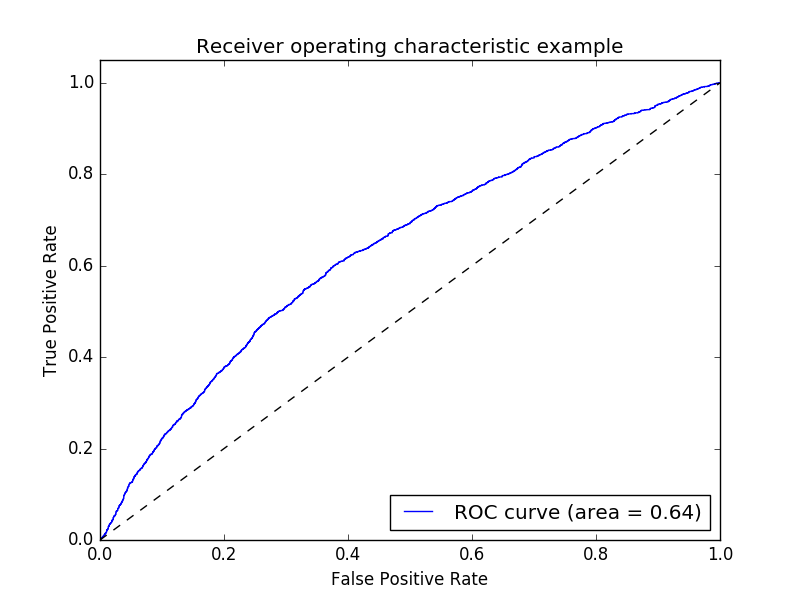 Receiver operating characteristic example
True Positive Rate
1.0
0.8
0.6
0.4
0.2
0.0
ROC curve (area = 0.64)
0.0 0.2 0.4 0.6 0.8 1.0
False Positive Rate